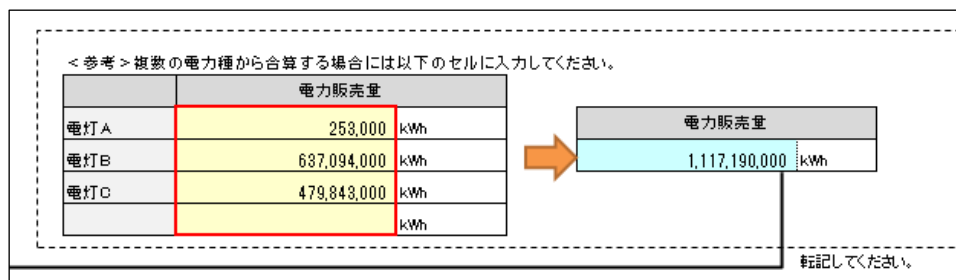 ＜参考＞複数の電力種から合算する場合には以下のセルに入力してください。
電力販売量
電灯A 253,000 kWh
電灯B 637,094,000 kWh
電灯C 479,843,000 kWh
kWh
電力販売量
1,117,190,000 kWh
転記してください。